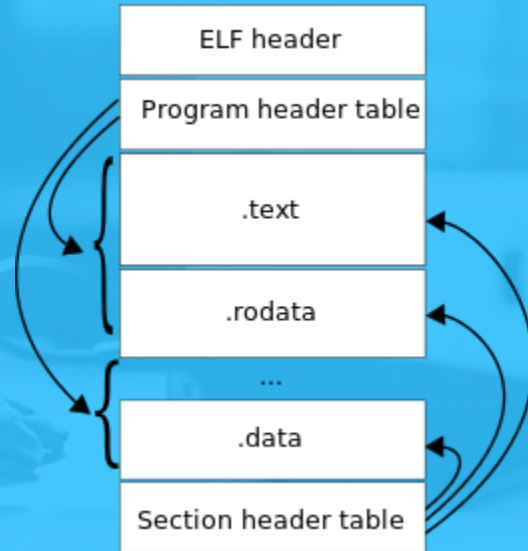 ELF header
Program header table
.text
.rodata
...
.data
Section header table